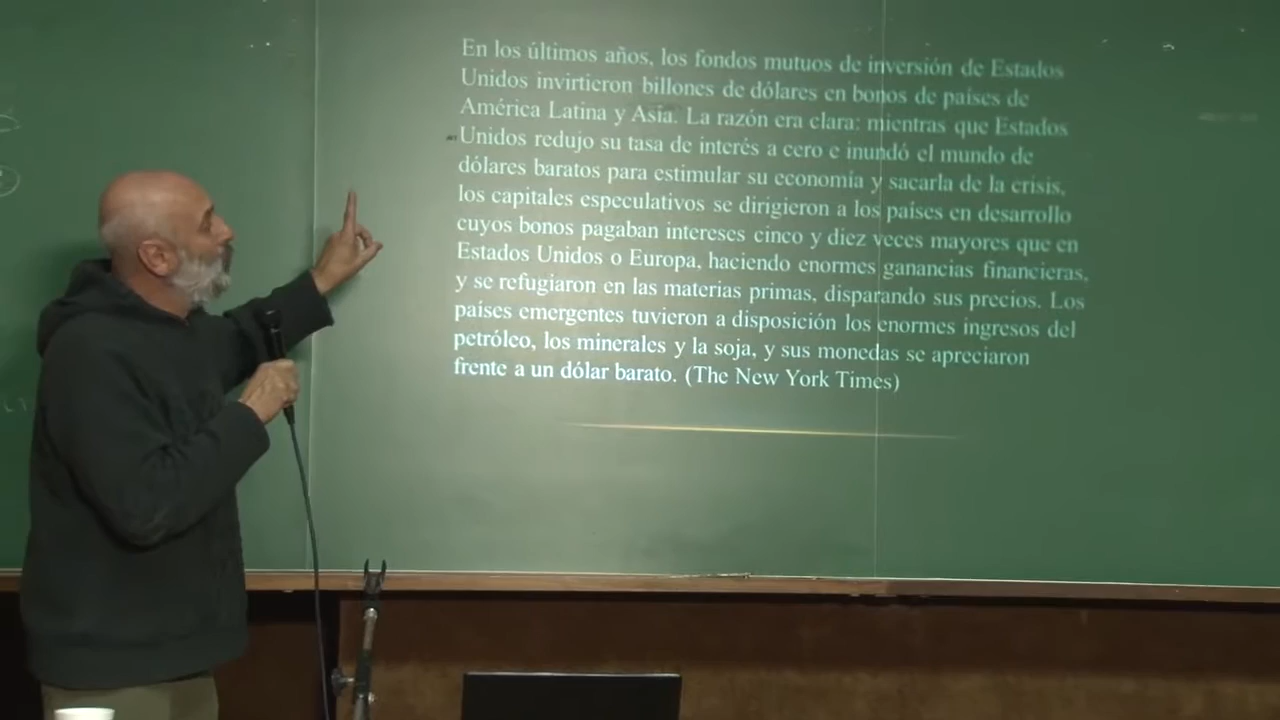 En los últimos años, los fondos mutuos de inversión de Estados
Unidos invirtieron billones de dólares en bonos de países de
América Latina y Asia. La razón era clara: mientras que Estados
Unidos redujo su tasa de interés a cero e inundó el mundo de
dólares baratos para estimular su economía y sacarla de la crisis,
los capitales especulativos se dirigieron a los países en desarrollo
cuyos bonos pagaban intereses cinco y diez veces mayores que en
Estados Unidos o Europa, haciendo enormes ganancias financieras,
y se refugiaron en las materias primas, disparando sus precios. Los
países emergentes tuvieron a disposición los enormes ingresos del
petróleo, los minerales y la soja, y sus monedas se apreciaron
frente a un dólar barato. (The New York Times)